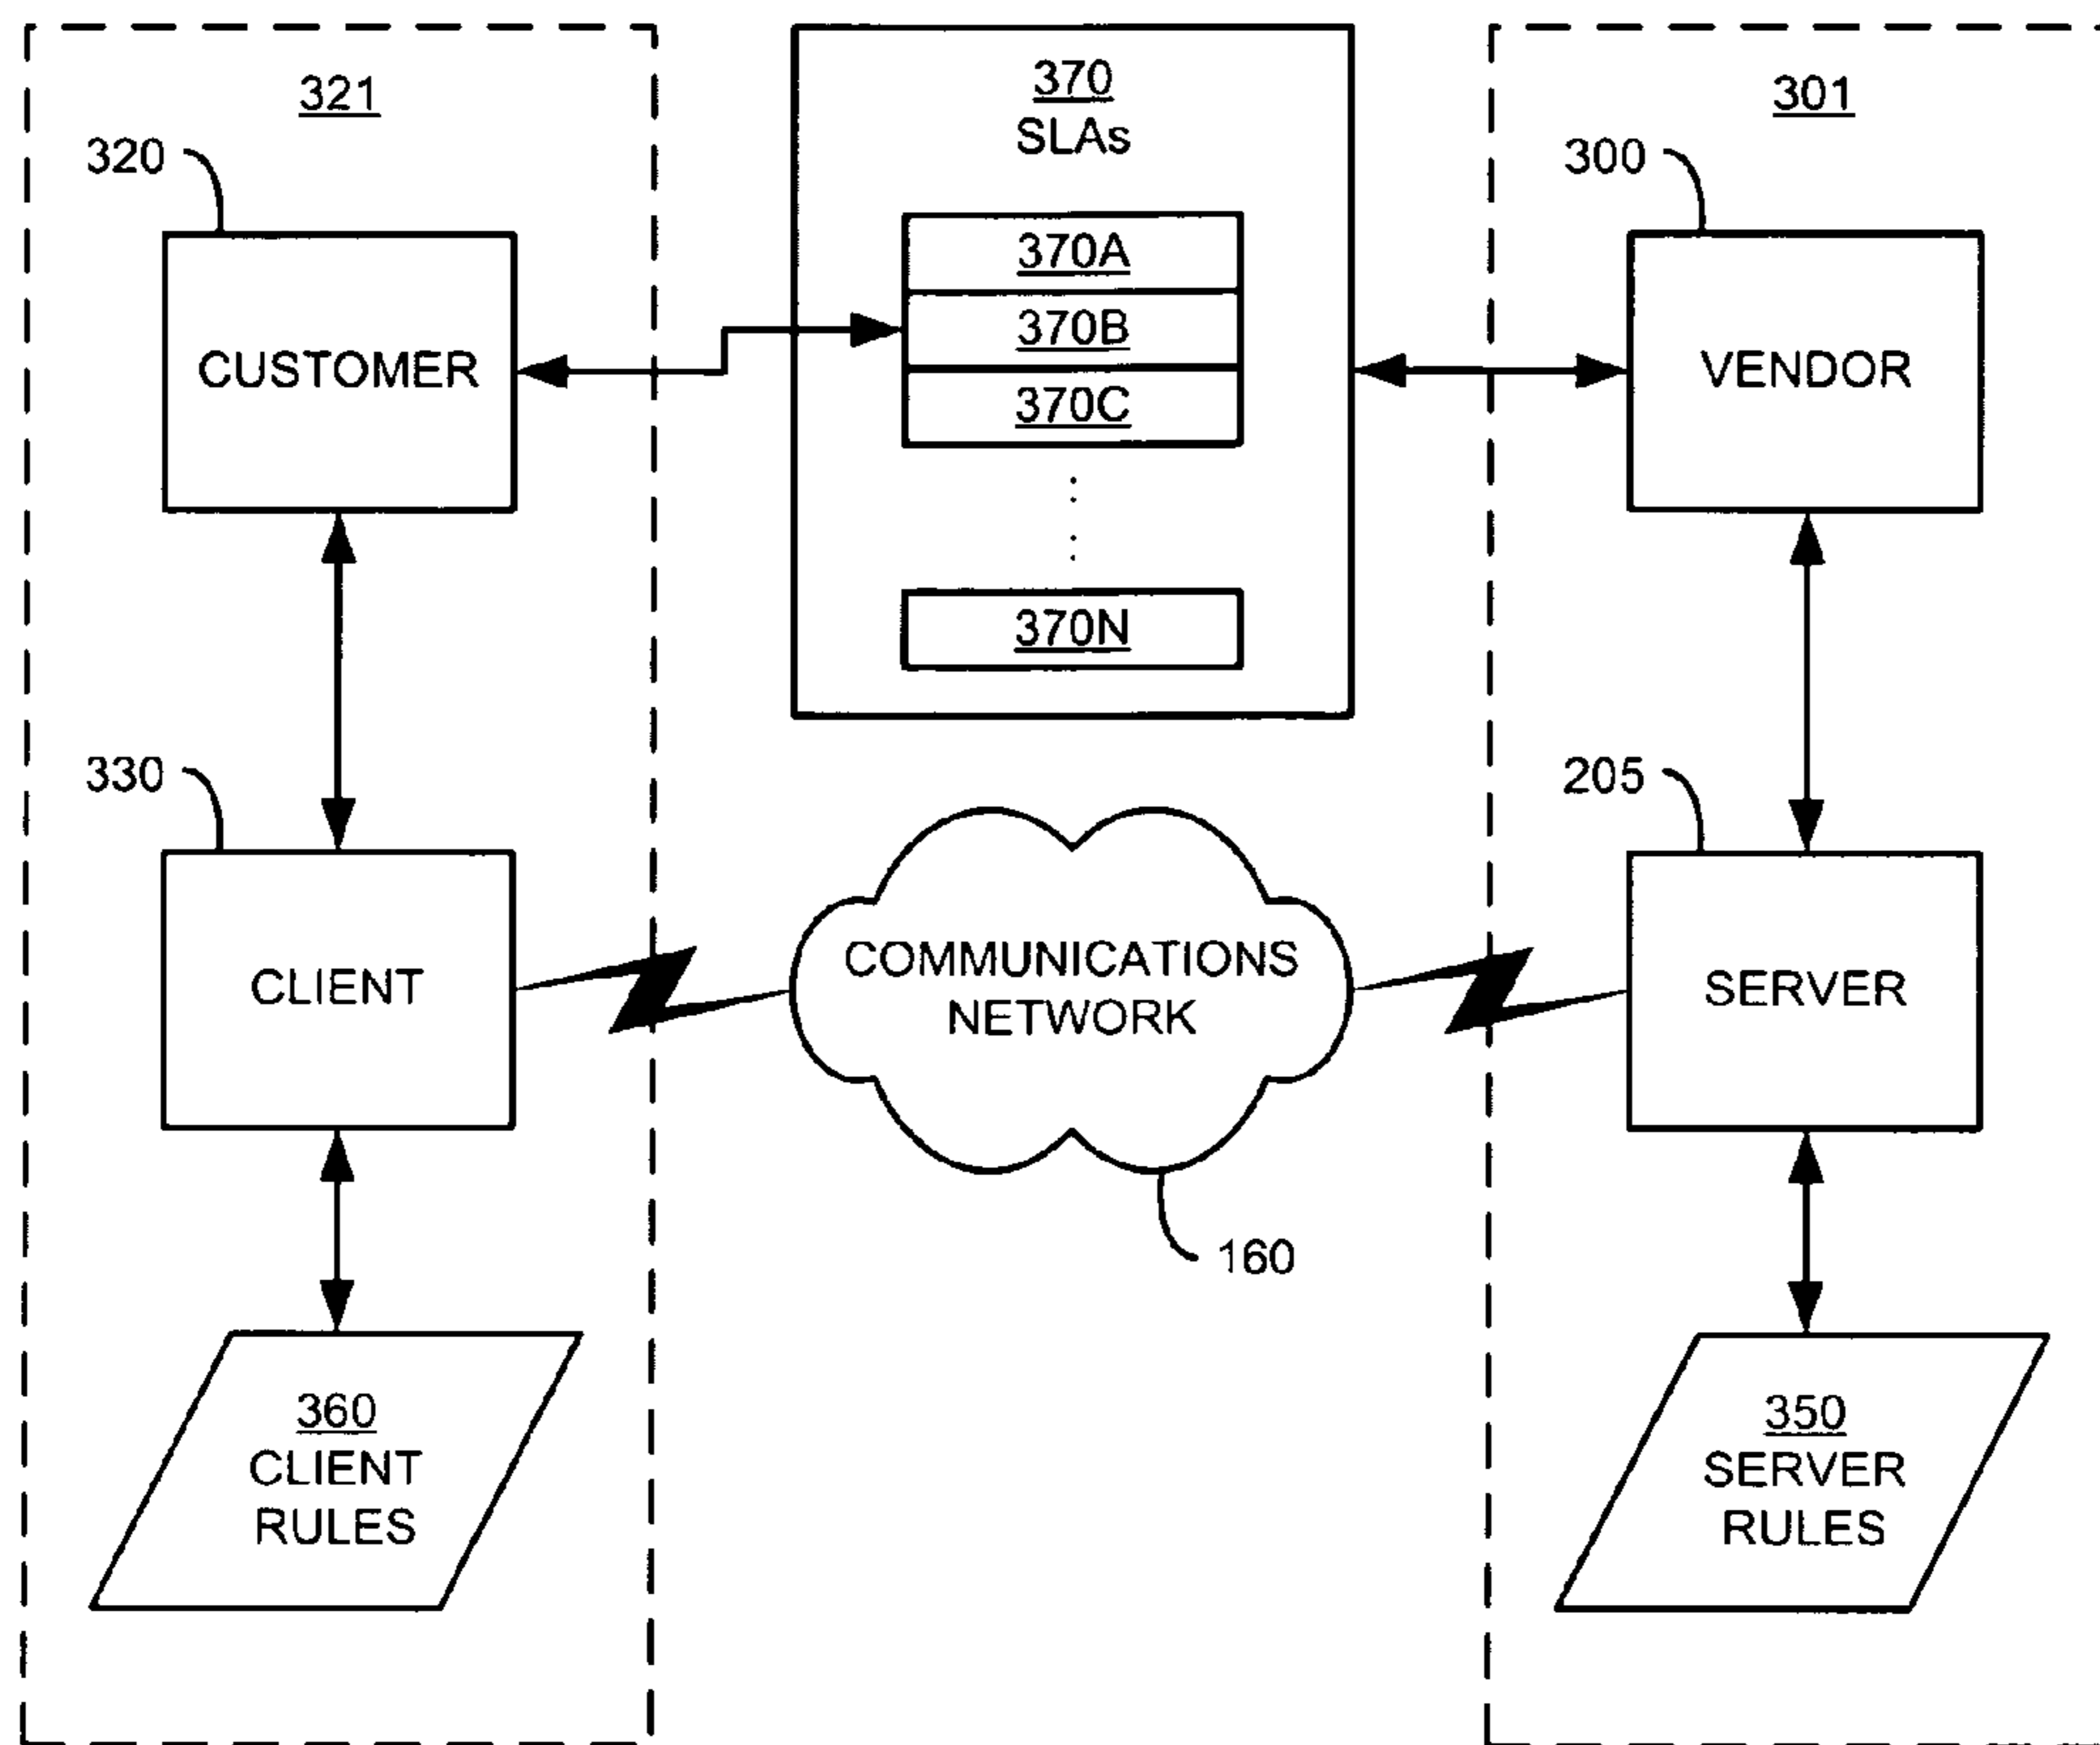 321
370
SLAs
301
320
300
370A
370B
370C
CUSTOMER
VENDOR
370N
330
205
COMMUNICATIONS
NETWORK
CLIENT
SERVER
160
360
CLIENT
RULES
350
SERVER
RULES